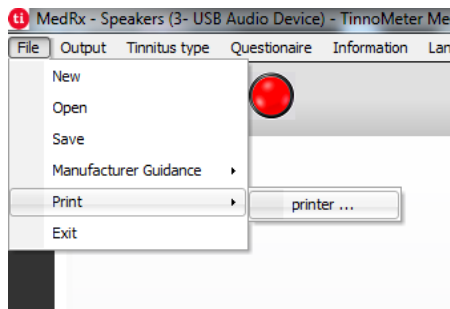 ti MedRx - Speakers (3- USB Audio Device) - TinnoMeter Me
File Output Tinnitus type Questionaire Information Lan
New
Open
Save
Manufacturer Guidance
Print
printer ...
Exit